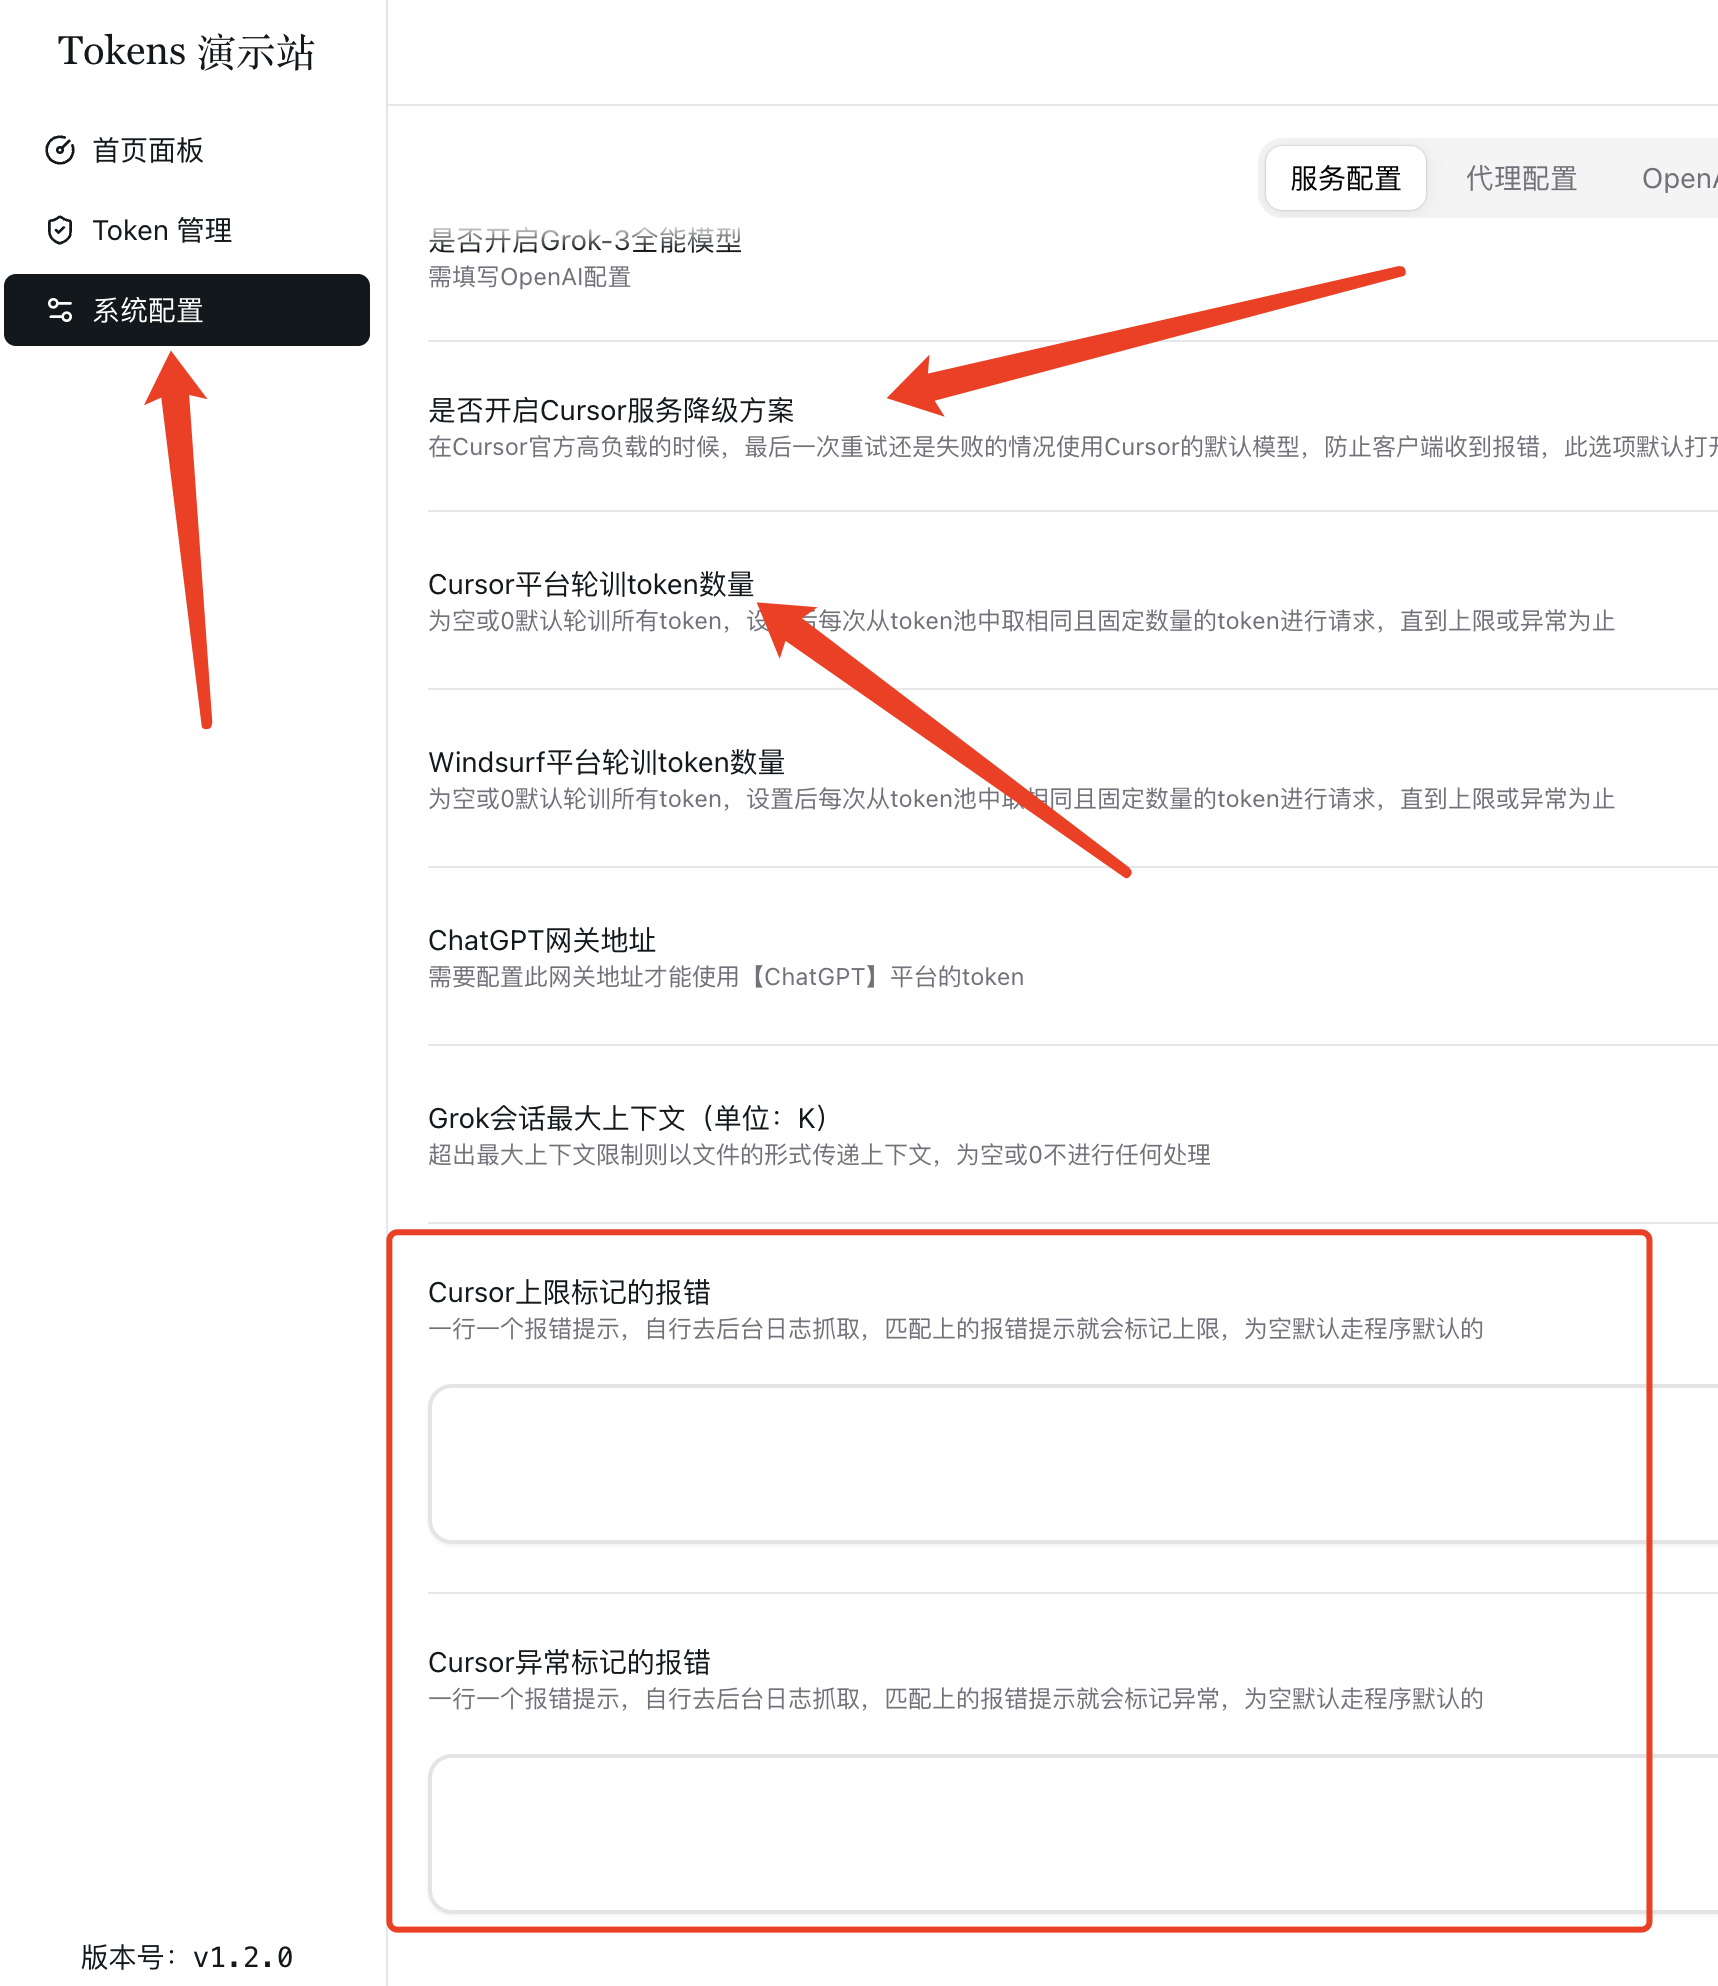 Tokens 演示站
首页面板
Token 管理
系统配置
服务配置
代理配置
OpenA
是否开启Grok-3全能模型
需填写OpenAI配置
是否开启Cursor服务降级方案
在Cursor官方高负载的时候，最后一次重试还是失败的情况使用Cursor的默认模型，防止客户端收到报错，此选项默认打开
Cursor平台轮训token数量
为空或0默认轮训所有token，设置后每次从token池中取相同且固定数量的token进行请求，直到上限或异常为止
Windsurf平台轮训token数量
为空或0默认轮训所有token，设置后每次从token池中取相同且固定数量的token进行请求，直到上限或异常为止
ChatGPT网关地址
需要配置此网关地址才能使用【ChatGPT】平台的token
Grok会话最大上下文（单位：K）
超出最大上下文限制则以文件的形式传递上下文，为空或0不进行任何处理
Cursor上限标记的报错
一行一个报错提示，自行去后台日志抓取，匹配上的报错提示就会标记上限，为空默认走程序默认的
Cursor异常标记的报错
一行一个报错提示，自行去后台日志抓取，匹配上的报错提示就会标记异常，为空默认走程序默认的
版本号：v1.2.0